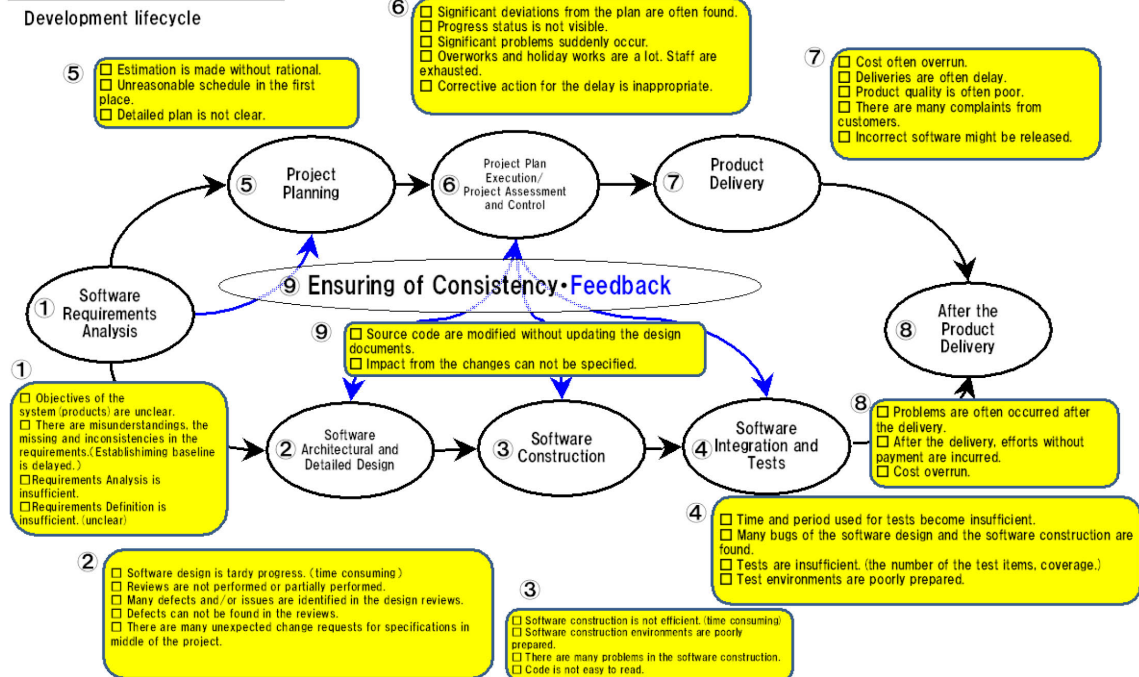 Development lifecycle
⑥
□ Significant deviations from the plan are often found.
□ Progress status is not visible.
□ Significant problems suddenly occur.
□ Overworks and holiday works are a lot. Staff are
exhausted.
□ Corrective action for the delay is inappropriate.
⑤
□ Estimation is made without rational.
□ Unreasonable schedule in the first
place.
□ Detailed plan is not clear.
⑦
□ Cost often overrun.
□ Deliveries are often delay.
□ Product quality is often poor.
□ There are many complaints from
customers.
□ Incorrect software might be released.
⑤ Project
Planning
⑥ Project Plan
Execution/
Project Assessment
and Control
⑦ Product
Delivery
⑨ Ensuring of Consistency・Feedback
① Software
Requirements
Analysis
⑧ After the
Product
Delivery
⑨
□ Source code are modified without updating the design
documents.
□ Impact from the changes can not be specified.
①
□ Objectives of the
system(products) are unclear.
□ There are misunderstandings, the
missing and inconsistencies in the
requirements.(Establishiming baseline
is delayed.)
□Requirements Analysis is
insufficient.
□Requirements Definition is
insufficient. (unclear)
② Software
Architectural and
Detailed Design
③ Software
Construction
④ Software
Integration and
Tests
⑧
□ Problems are often occurred after
the delivery.
□ After the delivery, efforts without
payment are incurred.
□ Cost overrun.
④
□ Time and period used for tests become insufficient.
□ Many bugs of the software design and the software construction are
found.
□ Tests are insufficient. (the number of the test items, coverage.)
□ Test environments are poorly prepared.
②
□ Software design is tardy progress. (time consuming)
□ Reviews are not performed or partially performed.
□ Many defects and/or issues are identified in the design reviews.
□ Defects can not be found in the reviews.
□ There are many unexpected change requests for specifications in
middle of the project.
③
□ Software construction is not efficient. (time consuming)
□ Software construction environments are poorly
prepared.
□ There are many problems in the software construction.
□ Code is not easy to read.